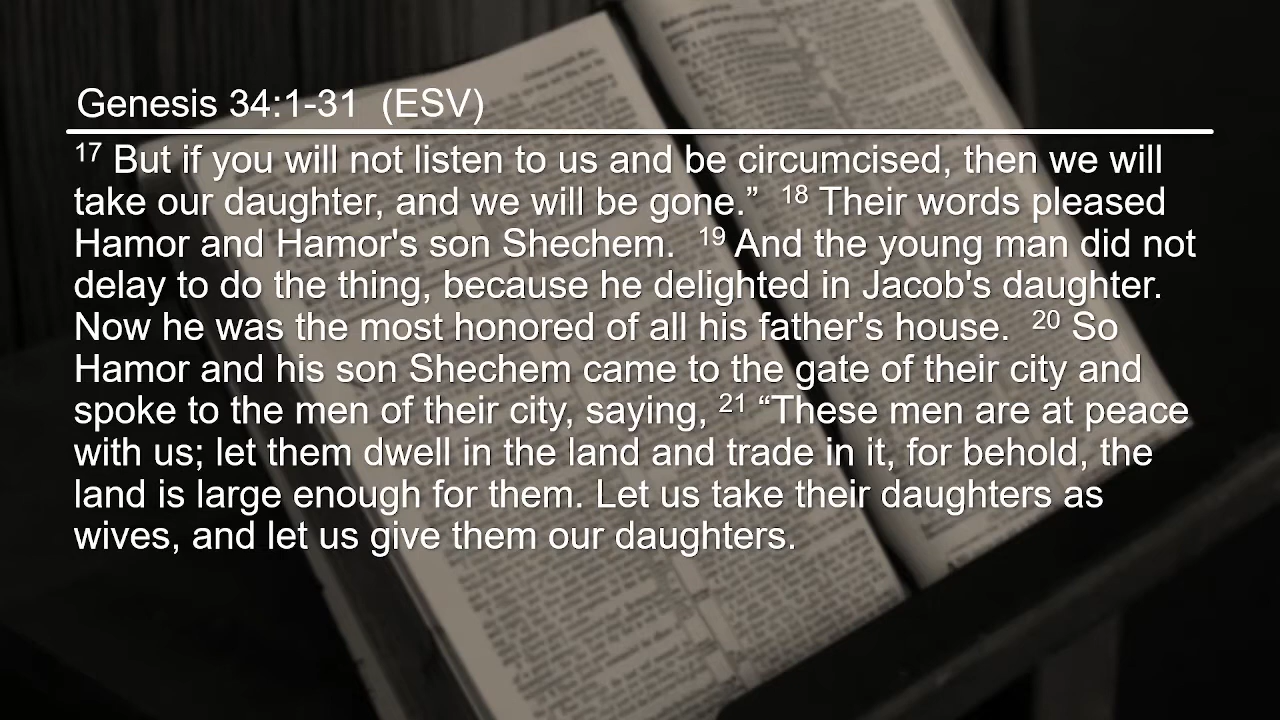 Genesis 34:1-31 (ESV)
17 But if you will not listen to us and be circumcised, then we will
take our daughter, and we will be gone.” 18 Their words pleased
Hamor and Hamor's son Shechem. 19 And the young man did not
delay to do the thing, because he delighted in Jacob's daughter.
Now he was the most honored of all his father's house. 20 So
Hamor and his son Shechem came to the gate of their city and
spoke to the men of their city, saying, 21 “These men are at peace
with us; let them dwell in the land and trade in it, for behold, the
land is large enough for them. Let us take their daughters as
wives, and let us give them our daughters.